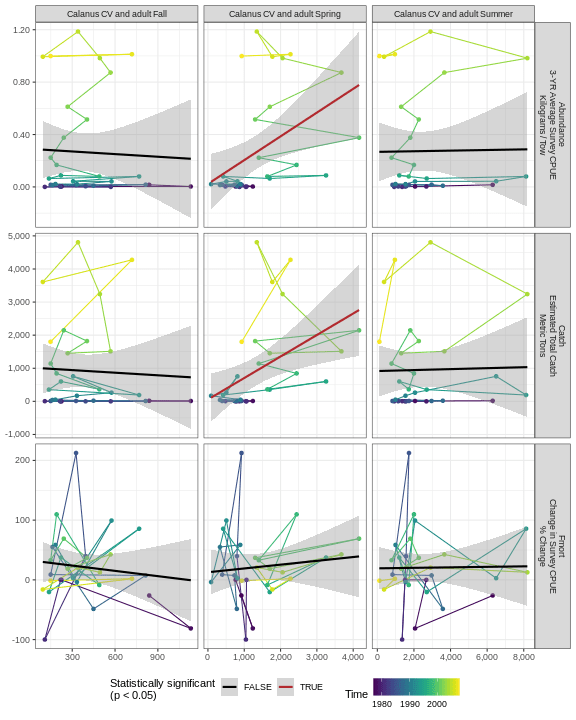 Calanus CV and adult Fall
Calanus CV and adult Spring
Calanus CV and adult Summer
1.20
0.80
0.40
0.00
Abundance
3-YR Average Survey CPUE
Kilograms / Tow
5,000
4,000
3,000
2,000
1,000
0
-1,000
Catch
Estimated Total Catch
Metric Tons
200
100
0
-100
Fmort
Change in Survey CPUE
% Change
300 600 900
0 1,000 2,000 3,000 4,000
0 2,000 4,000 6,000 8,000
Statistically significant
(p < 0.05)
FALSE
TRUE
Time
1980 1990 2000